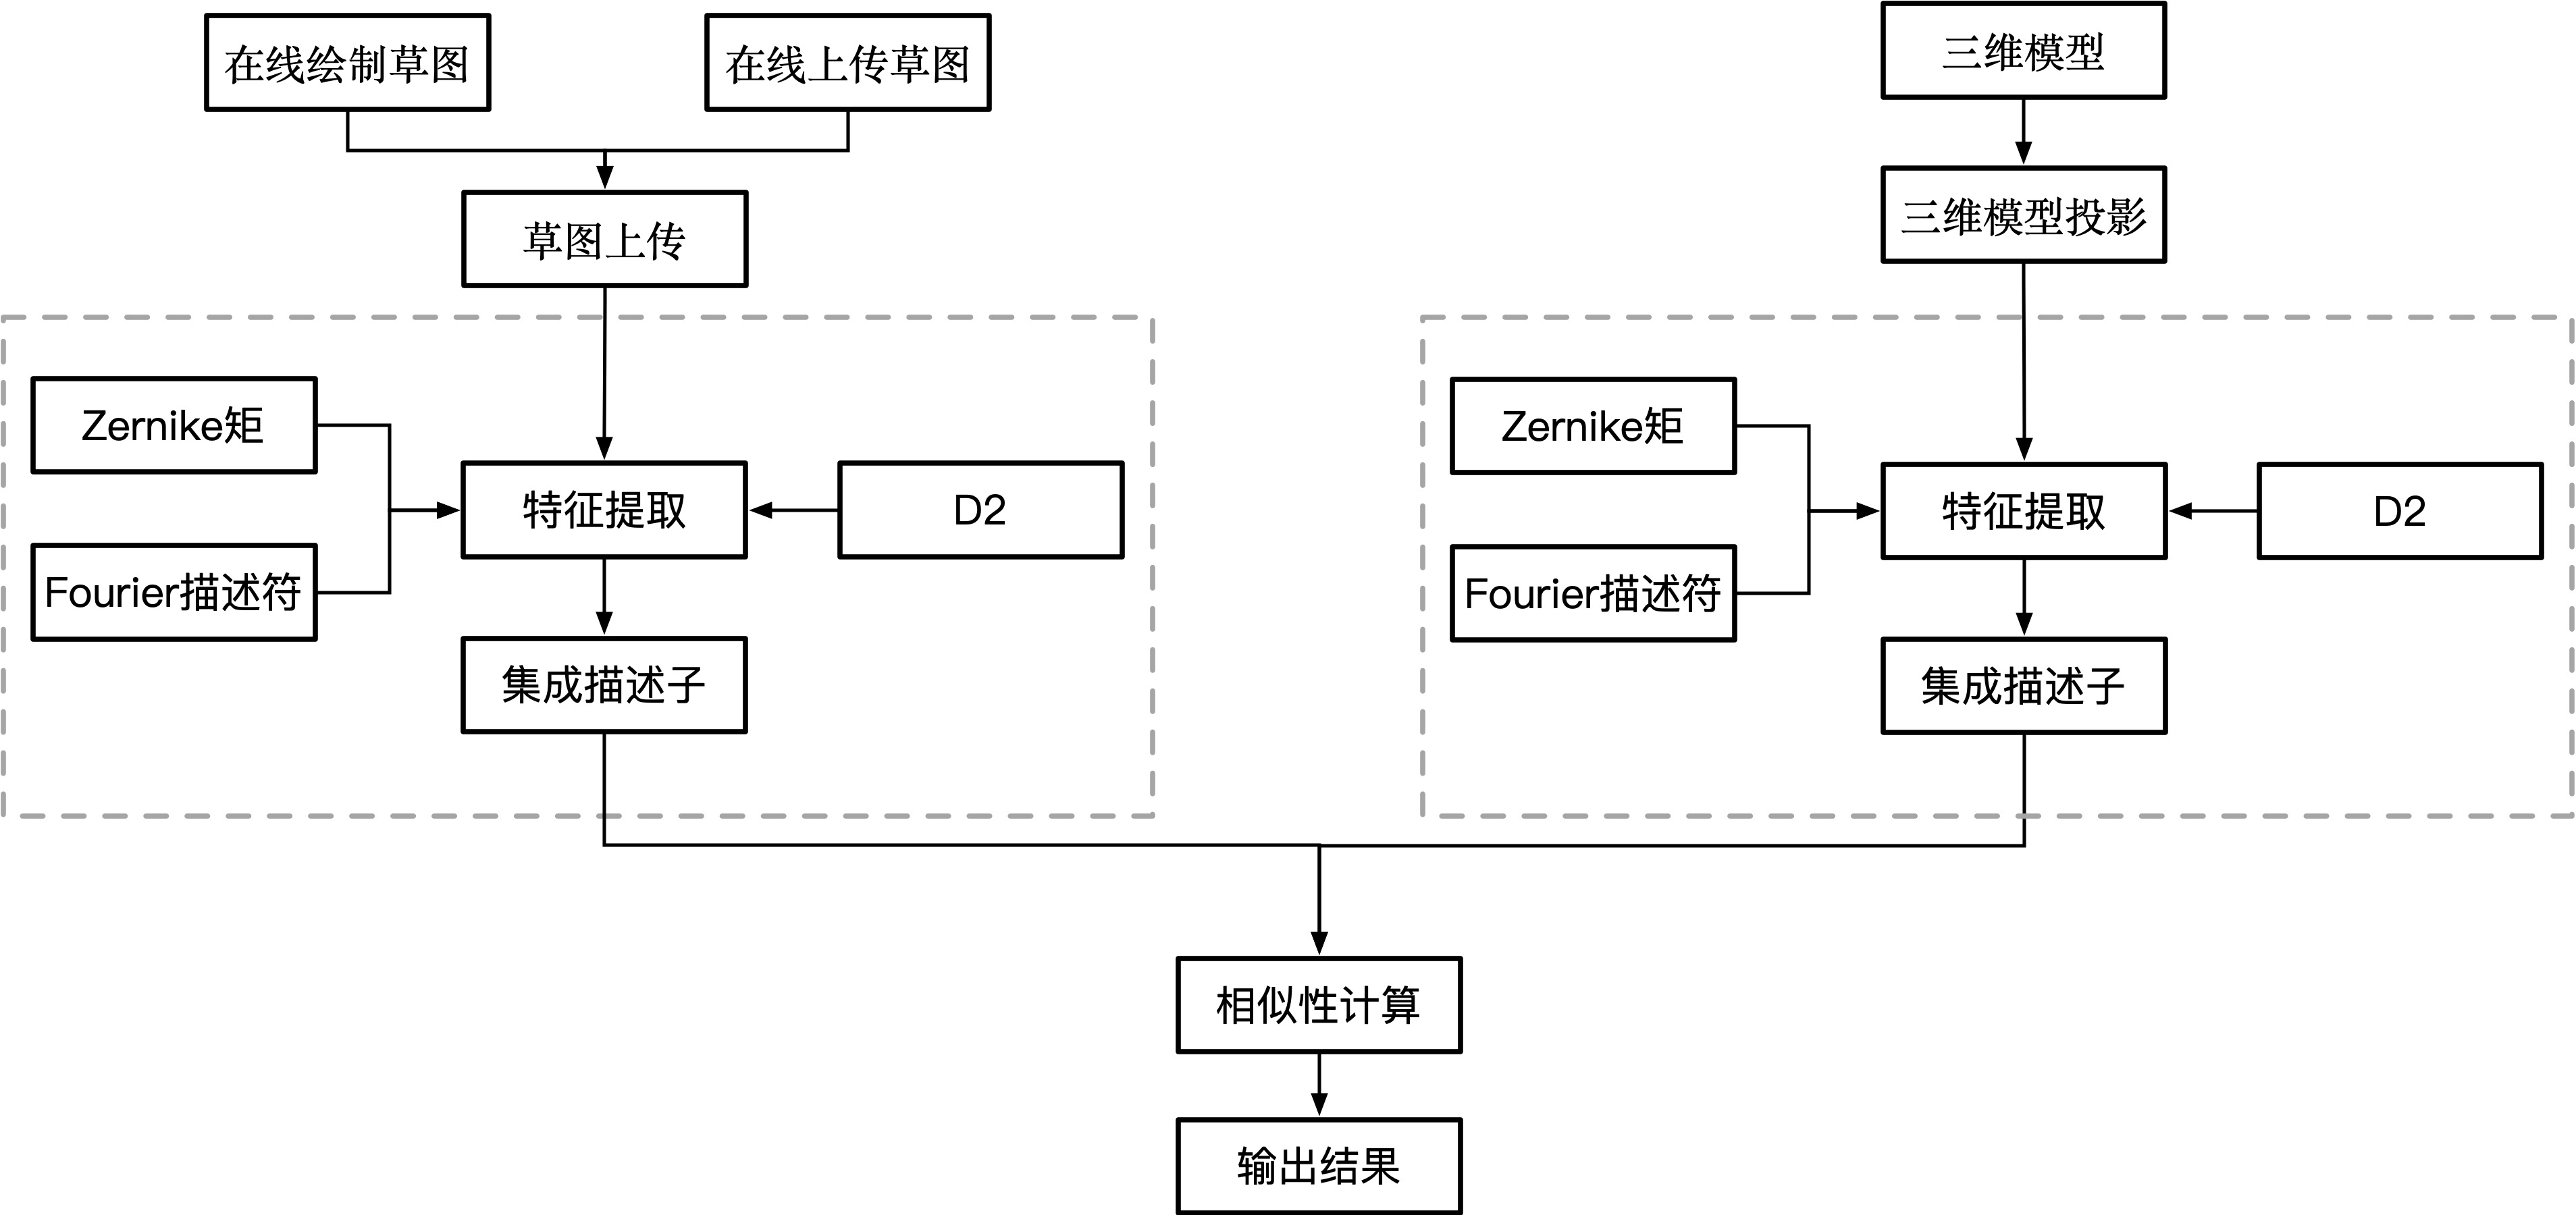 在线绘制草图
在线上传草图
三维模型
草图上传
三维模型投影
Zernike矩
Fourier描述符
特征提取
D2
集成描述子
Zernike矩
Fourier描述符
特征提取
D2
集成描述子
相似性计算
输出结果